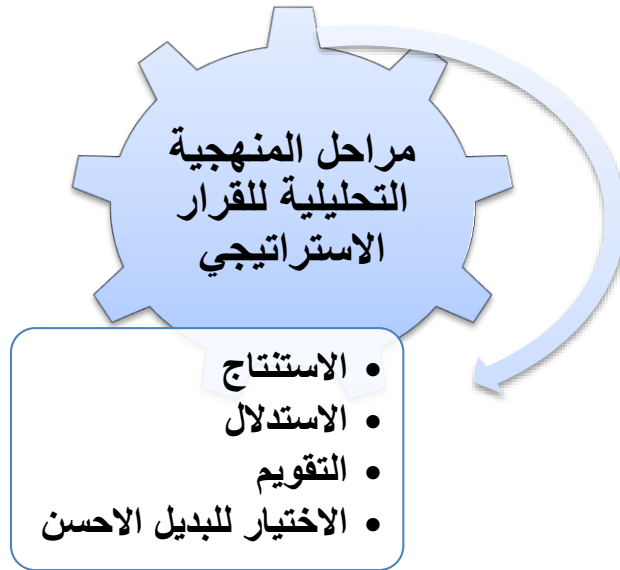 مراحل المنهجية
التحليلية للقرار
الاستراتيجي
• الاستنتاج
• الاستدلال
• التقويم
• الاختيار للبديل الاحسن